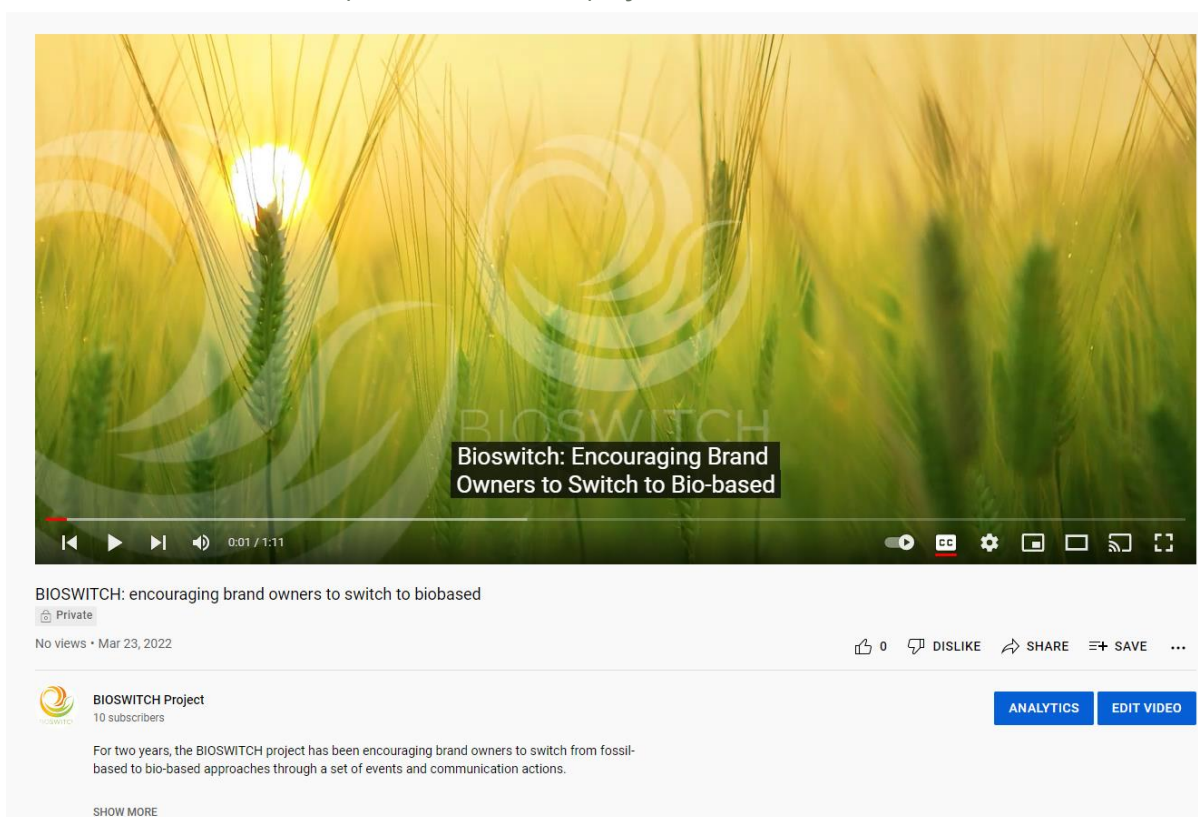 BIOSWITCH
Bioswitch: Encouraging Brand
Owners to Switch to Bio-based
0:01 / 1:11
CC
BIOSWITCH: encouraging brand owners to switch to biobased
Private
No views • Mar 23, 2022
0 DISLIKE SHARE SAVE
BIOSWITCH Project
10 subscribers
ANALYTICS EDIT VIDEO
For two years, the BIOSWITCH project has been encouraging brand owners to switch from fossil-
based to bio-based approaches through a set of events and communication actions.
SHOW MORE